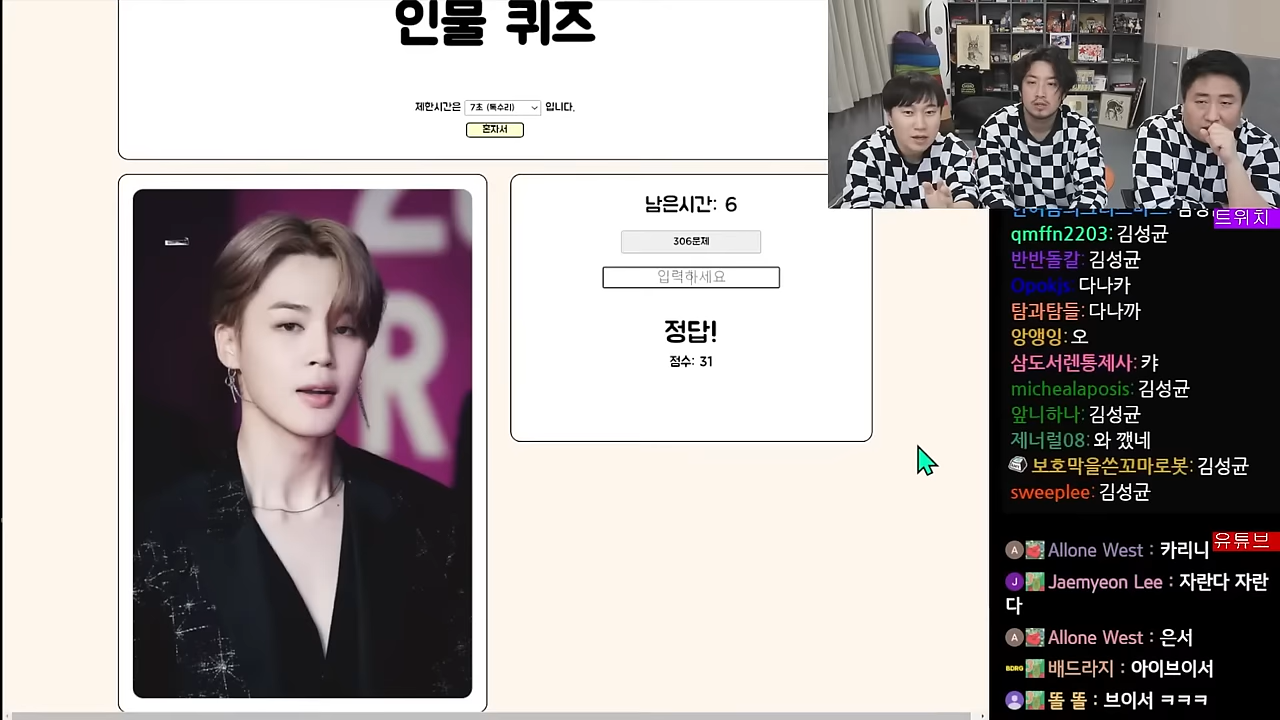 인물 퀴즈
제한시간은 7초 (독수리) 입니다.
혼자서
남은시간: 6
306문제
입력하세요
정답!
점수: 31
트위치
qmffn2203: 김성균
반반돌칼: 김성균
Opokjs: 다나카
탐과탐들: 다나까
앙앵잉: 오
삼도서렌통제사: 캬
michealaposis: 김성균
앞니하나: 김성균
제너럴08: 와 깼네
보호막을쓴꼬마로봇: 김성균
sweeplee: 김성균
유튜브
A Allone West : 카리니
J Jaemyeon Lee : 자란다 자란
다
A Allone West : 은서
BDRG 배드라지 : 아이브이서
똘 똘 : 브이서 ㅋㅋㅋ